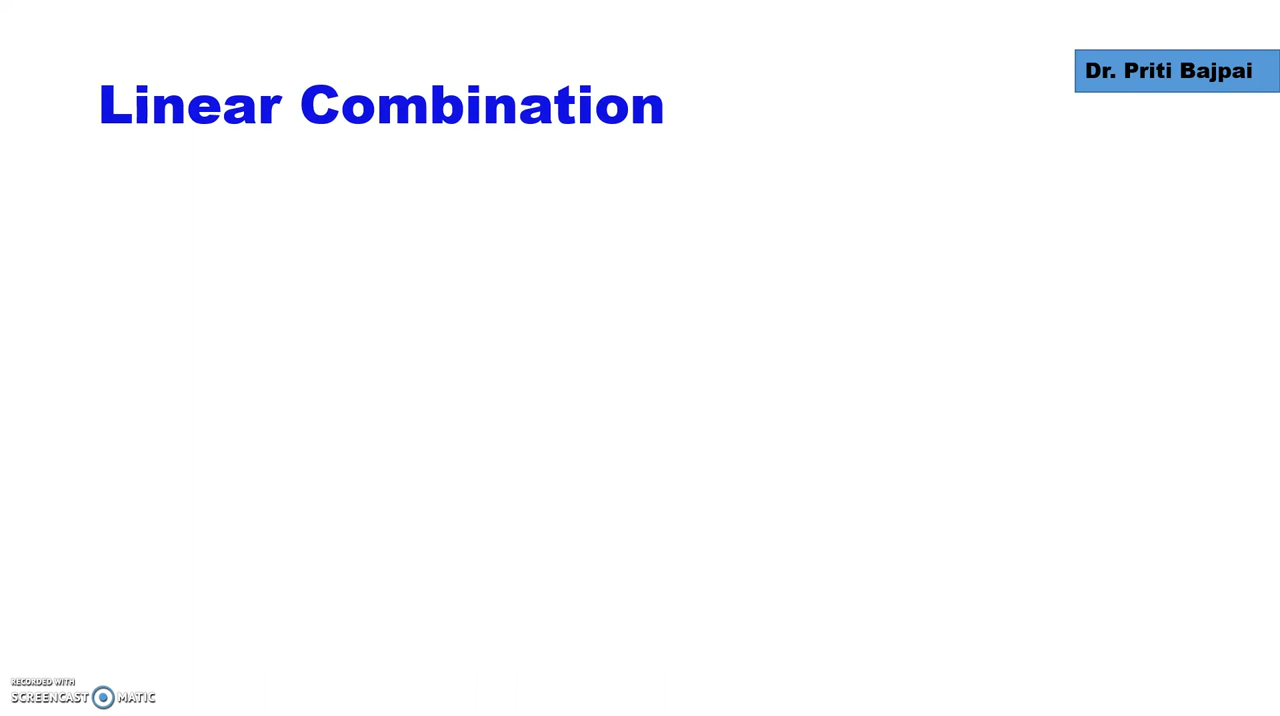 Dr. Priti Bajpai
Linear Combination
RECORDED WITH
SCREENCAST MATIC